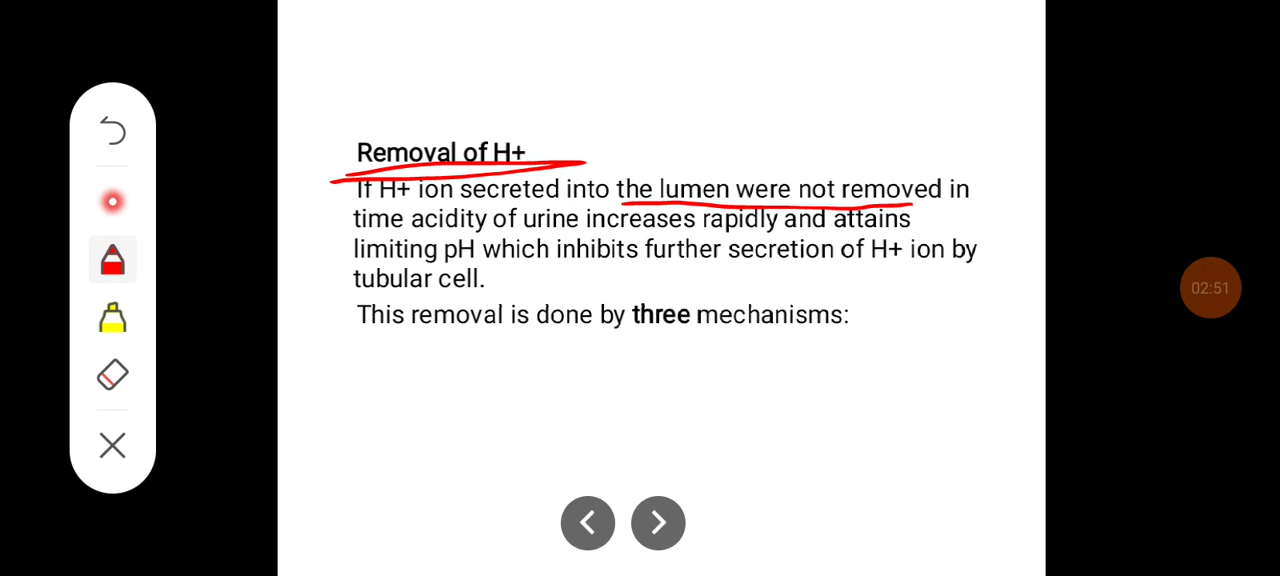 Removal of H+
If H+ ion secreted into the lumen were not removed in
time acidity of urine increases rapidly and attains
limiting pH which inhibits further secretion of H+ ion by
tubular cell.
This removal is done by three mechanisms:
02:51